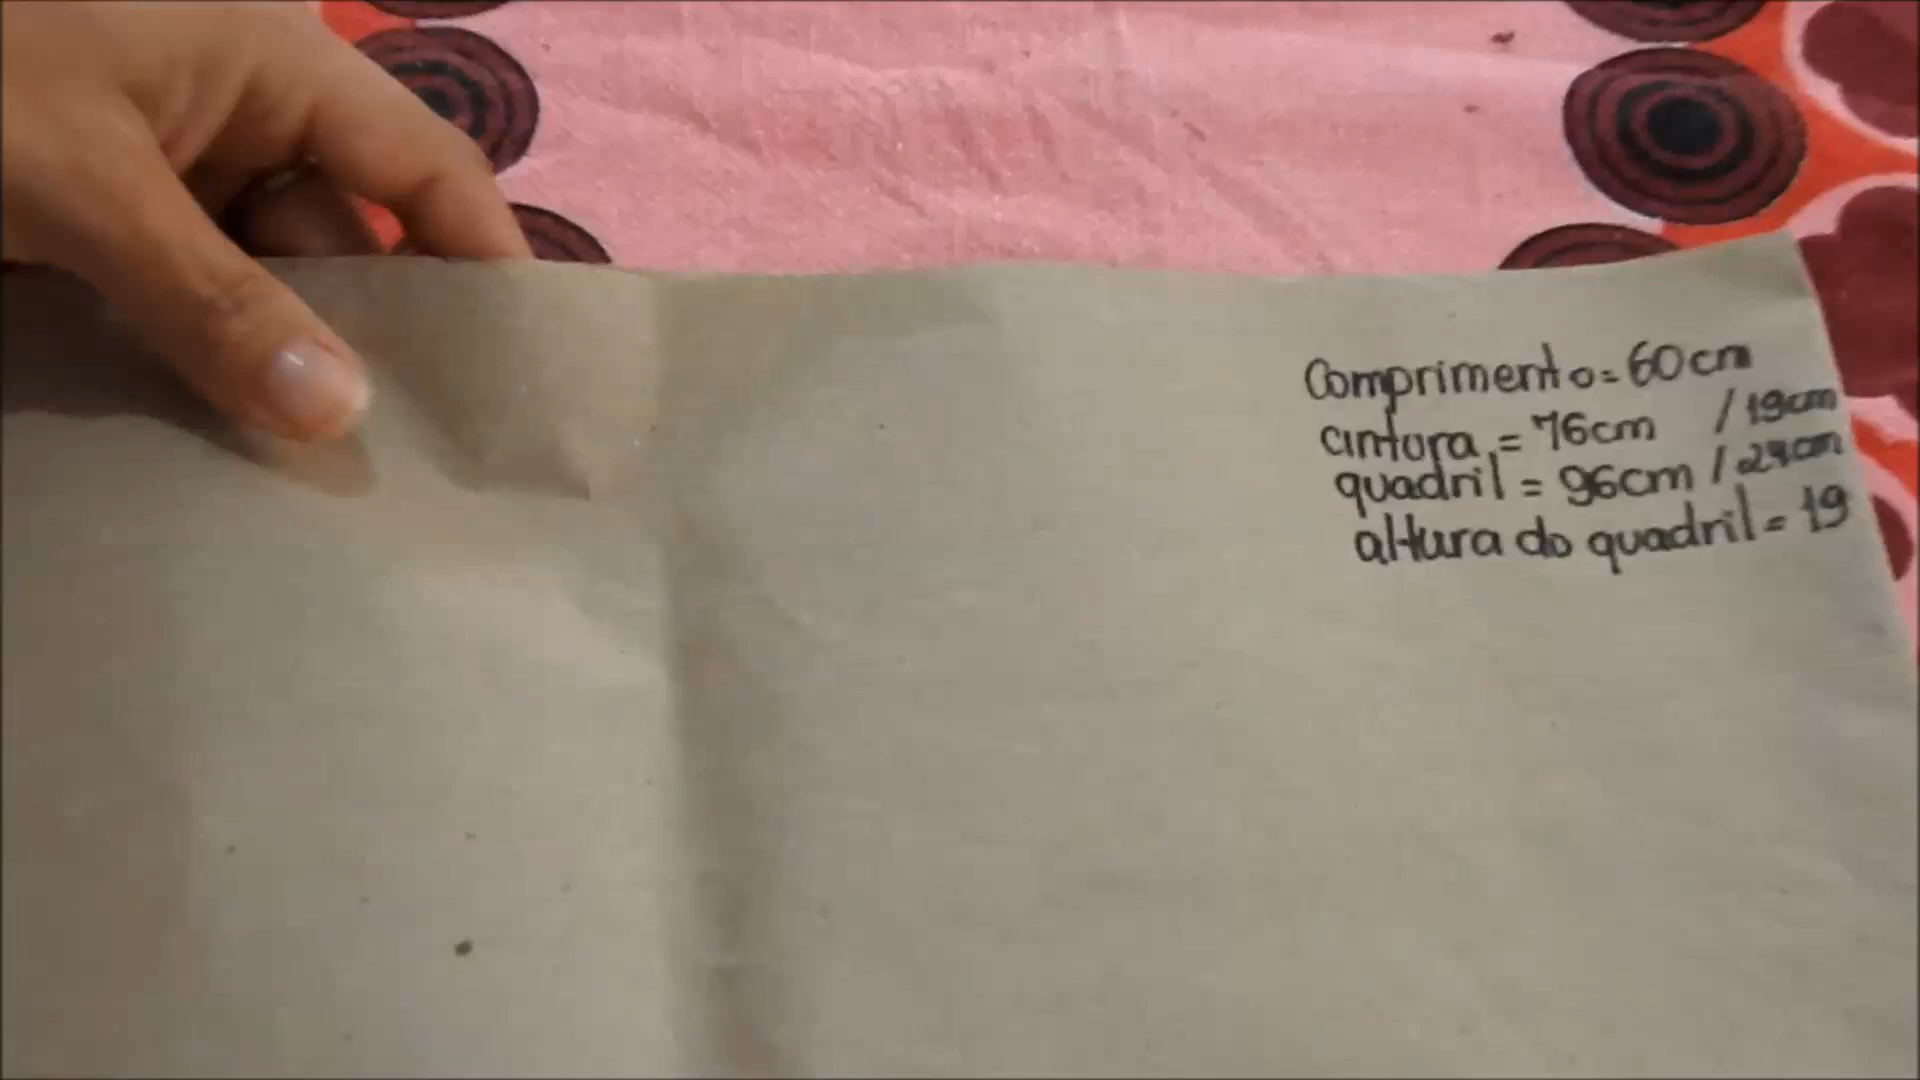 Comprimento = 60cm
cintura = 76cm / 19cm
quadril = 96cm / 24cm
altura do quadril = 19